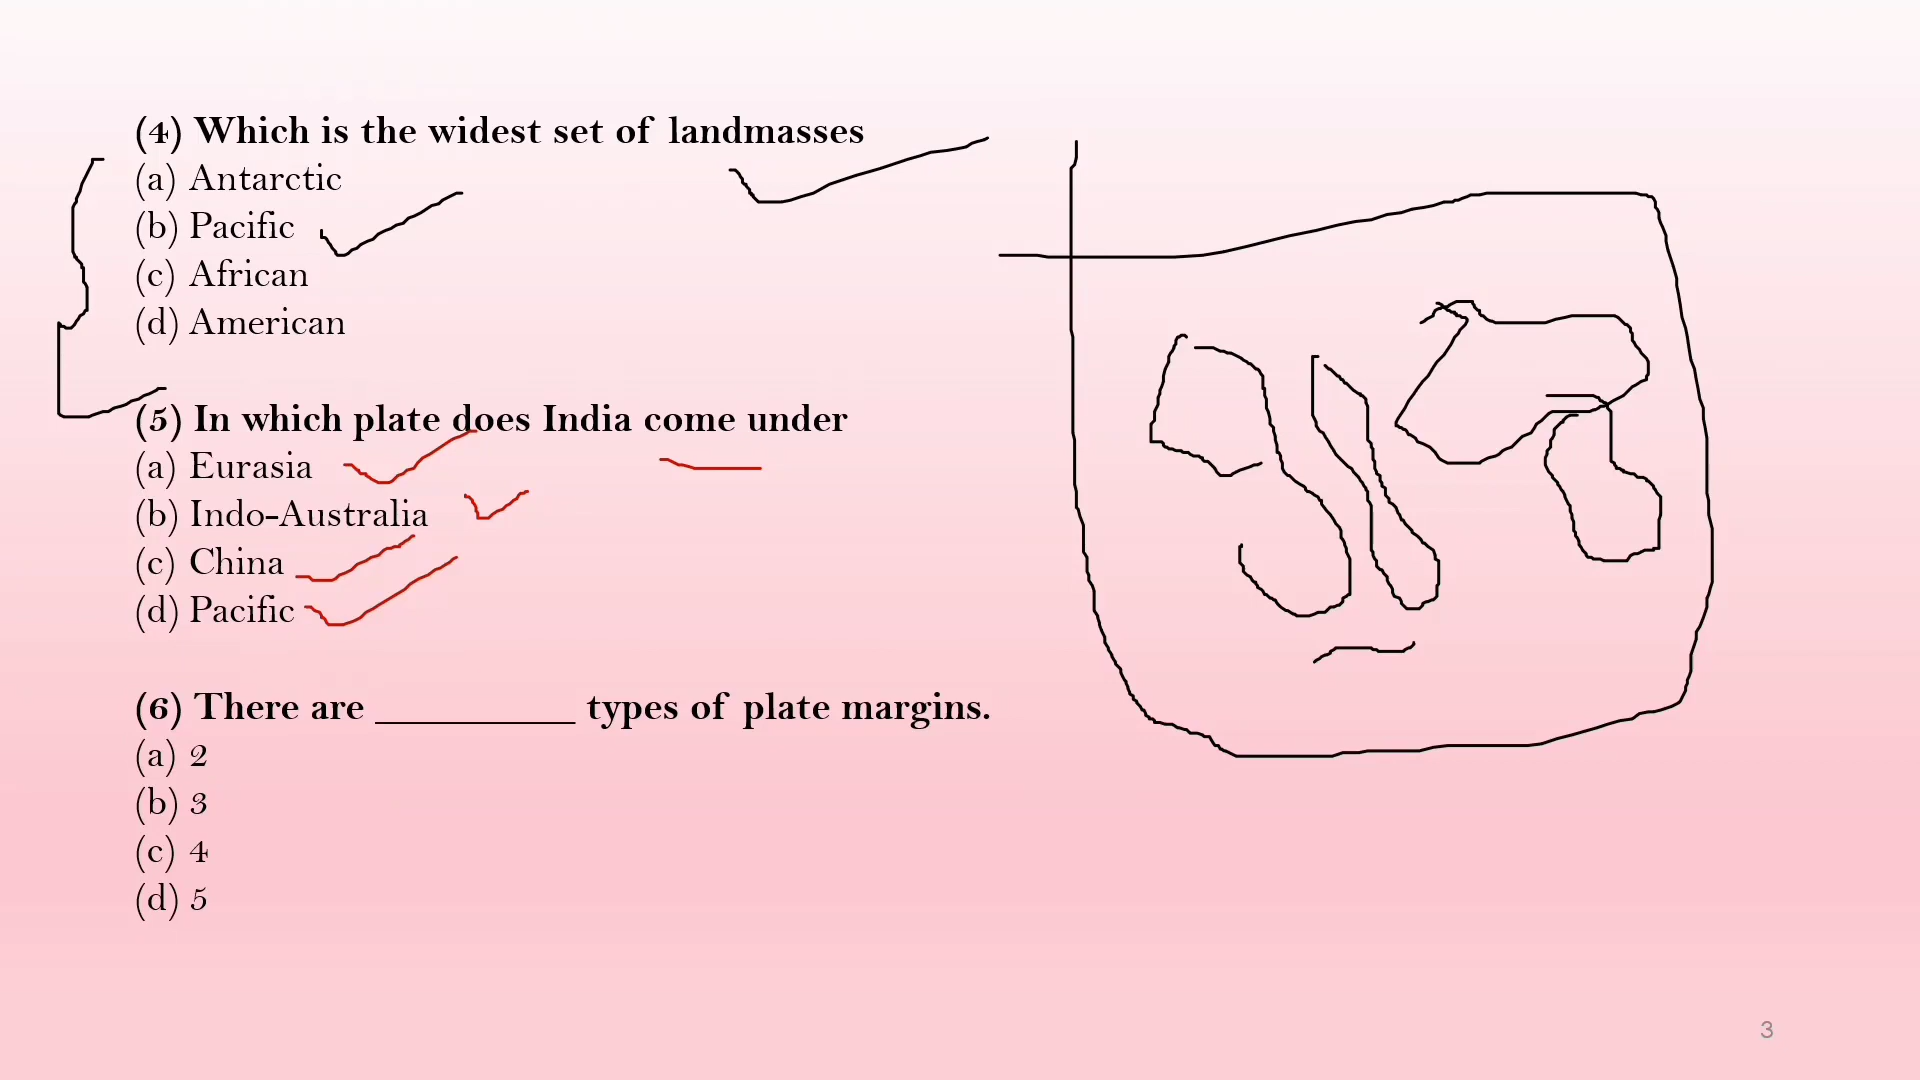 (4) Which is the widest set of landmasses
(a) Antarctic
(b) Pacific
(c) African
(d) American
(5) In which plate does India come under
(a) Eurasia
(b) Indo-Australia
(c) China
(d) Pacific
(6) There are __________ types of plate margins.
(a) 2
(b) 3
(c) 4
(d) 5
3